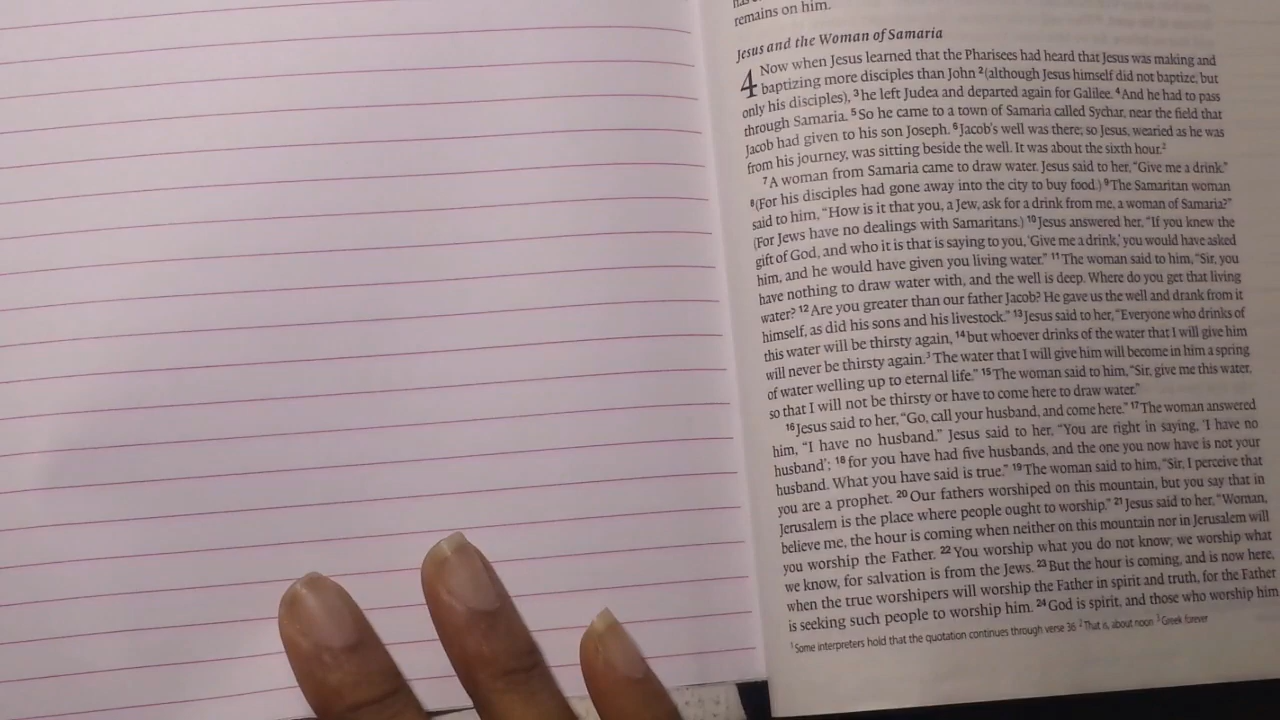 remains on him.
Jesus and the Woman of Samaria
4 Now when Jesus learned that the Pharisees had heard that Jesus was making and
baptizing more disciples than John ²(although Jesus himself did not baptize, but
only his disciples), ³he left Judea and departed again for Galilee. ⁴And he had to pass
through Samaria. ⁵So he came to a town of Samaria called Sychar, near the field that
Jacob had given to his son Joseph. ⁶Jacob's well was there; so Jesus, wearied as he was
from his journey, was sitting beside the well. It was about the sixth hour.²
⁷A woman from Samaria came to draw water. Jesus said to her, “Give me a drink.”
⁸(For his disciples had gone away into the city to buy food.) ⁹The Samaritan woman
said to him, “How is it that you, a Jew, ask for a drink from me, a woman of Samaria?”
(For Jews have no dealings with Samaritans.) ¹⁰Jesus answered her, “If you knew the
gift of God, and who it is that is saying to you, ‘Give me a drink,’ you would have asked
him, and he would have given you living water.” ¹¹The woman said to him, “Sir, you
have nothing to draw water with, and the well is deep. Where do you get that living
water? ¹²Are you greater than our father Jacob? He gave us the well and drank from it
himself, as did his sons and his livestock.” ¹³Jesus said to her, “Everyone who drinks of
this water will be thirsty again, ¹⁴but whoever drinks of the water that I will give him
will never be thirsty again.³ The water that I will give him will become in him a spring
of water welling up to eternal life.” ¹⁵The woman said to him, “Sir, give me this water,
so that I will not be thirsty or have to come here to draw water.”
¹⁶Jesus said to her, “Go, call your husband, and come here.” ¹⁷The woman answered
him, “I have no husband.” Jesus said to her, “You are right in saying, ‘I have no
husband’; ¹⁸for you have had five husbands, and the one you now have is not your
husband. What you have said is true.” ¹⁹The woman said to him, “Sir, I perceive that
you are a prophet. ²⁰Our fathers worshiped on this mountain, but you say that in
Jerusalem is the place where people ought to worship.” ²¹Jesus said to her, “Woman,
believe me, the hour is coming when neither on this mountain nor in Jerusalem will
you worship the Father. ²²You worship what you do not know; we worship what
we know, for salvation is from the Jews. ²³But the hour is coming, and is now here,
when the true worshipers will worship the Father in spirit and truth, for the Father
is seeking such people to worship him. ²⁴God is spirit, and those who worship him
¹Some interpreters hold that the quotation continues through verse 36 ²That is, about noon ³Greek forever